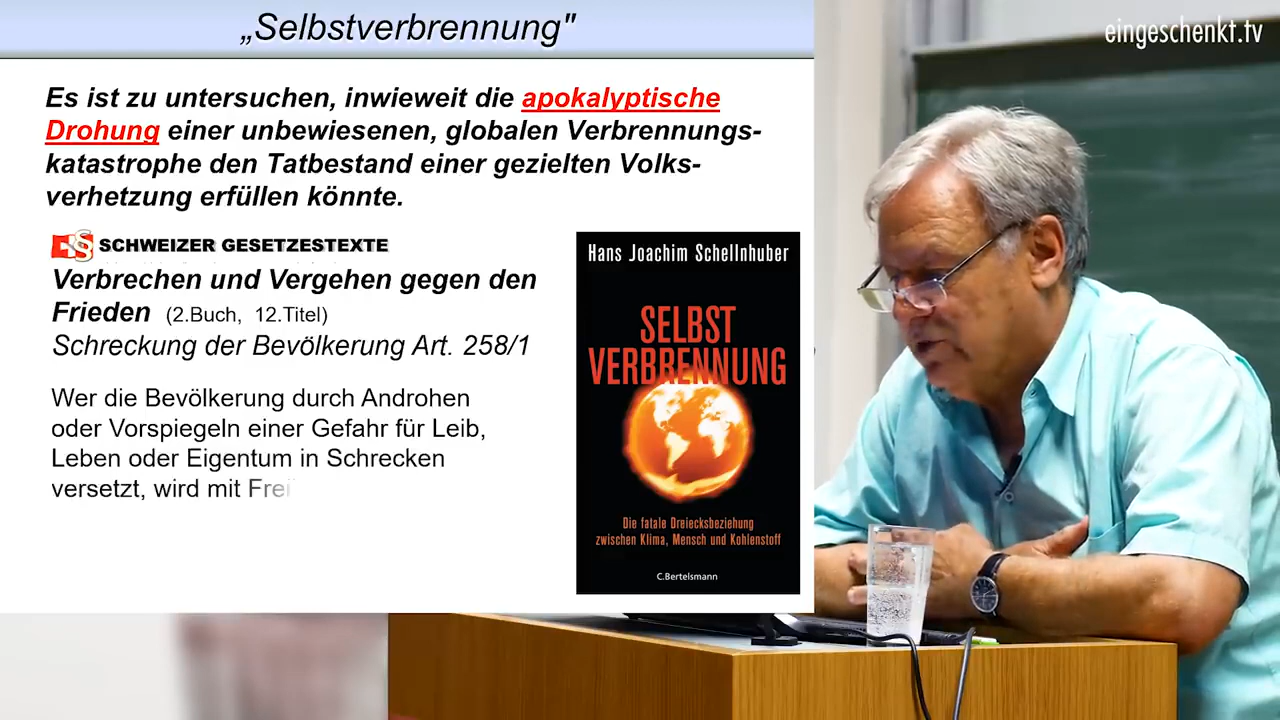 „Selbstverbrennung"
eingeschenkt.tv
Es ist zu untersuchen, inwieweit die apokalyptische
Drohung einer unbewiesenen, globalen Verbrennungs-
katastrophe den Tatbestand einer gezielten Volks-
verhetzung erfüllen könnte.
SCHWEIZER GESETZESTEXTE
Verbrechen und Vergehen gegen den
Frieden (2.Buch, 12.Titel)
Schreckung der Bevölkerung Art. 258/1
Wer die Bevölkerung durch Androhen
oder Vorspiegeln einer Gefahr für Leib,
Leben oder Eigentum in Schrecken
versetzt, wird mit Frei
Hans Joachim Schellnhuber
SELBST
VERBRENNUNG
Die fatale Dreiecksbeziehung
zwischen Klima, Mensch und Kohlenstoff
C.Bertelsmann